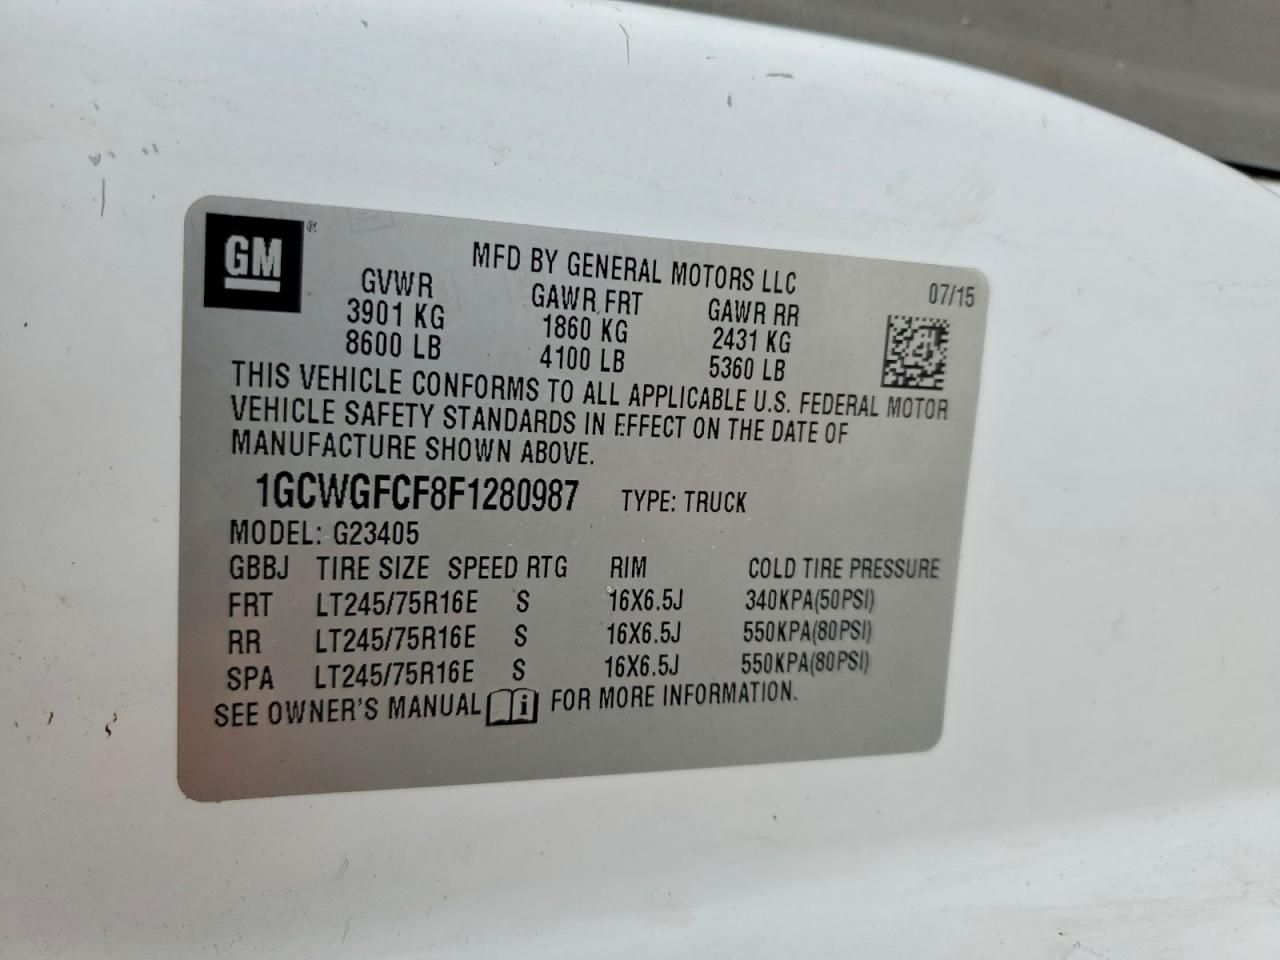 GM ®
MFD BY GENERAL MOTORS LLC
07/15
GVWR GAWR FRT GAWR RR
3901 KG 1860 KG 2431 KG
8600 LB 4100 LB 5360 LB
THIS VEHICLE CONFORMS TO ALL APPLICABLE U.S. FEDERAL MOTOR
VEHICLE SAFETY STANDARDS IN EFFECT ON THE DATE OF
MANUFACTURE SHOWN ABOVE.
1GCWGFCF8F1280987 TYPE: TRUCK
MODEL: G23405
GBBJ TIRE SIZE SPEED RTG RIM COLD TIRE PRESSURE
FRT LT245/75R16E S 16X6.5J 340KPA(50PSI)
RR LT245/75R16E S 16X6.5J 550KPA(80PSI)
SPA LT245/75R16E S 16X6.5J 550KPA(80PSI)
SEE OWNER'S MANUAL i FOR MORE INFORMATION.